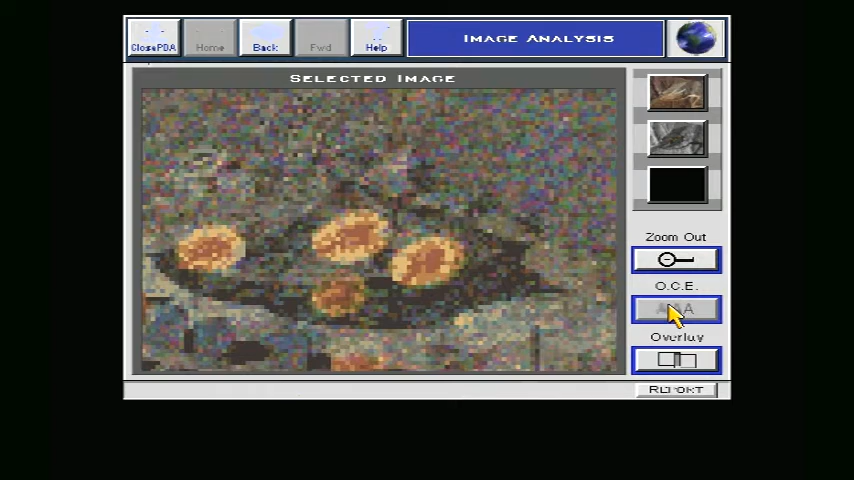 ClosePDA
Home
Back
Fwd
Help
IMAGE ANALYSIS
SELECTED IMAGE
Zoom Out
O.C.E.
Overlay
REPORT